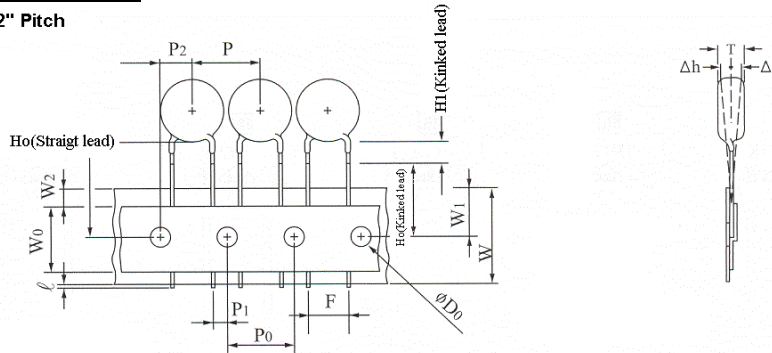 2" Pitch
P2
P
T
Δh
Δ
H1(Kinked lead)
Ho(Straigt lead)
W2
W0
Ho(Kinked lead)
W1
W
ℓ
P1
F
øD0
P0